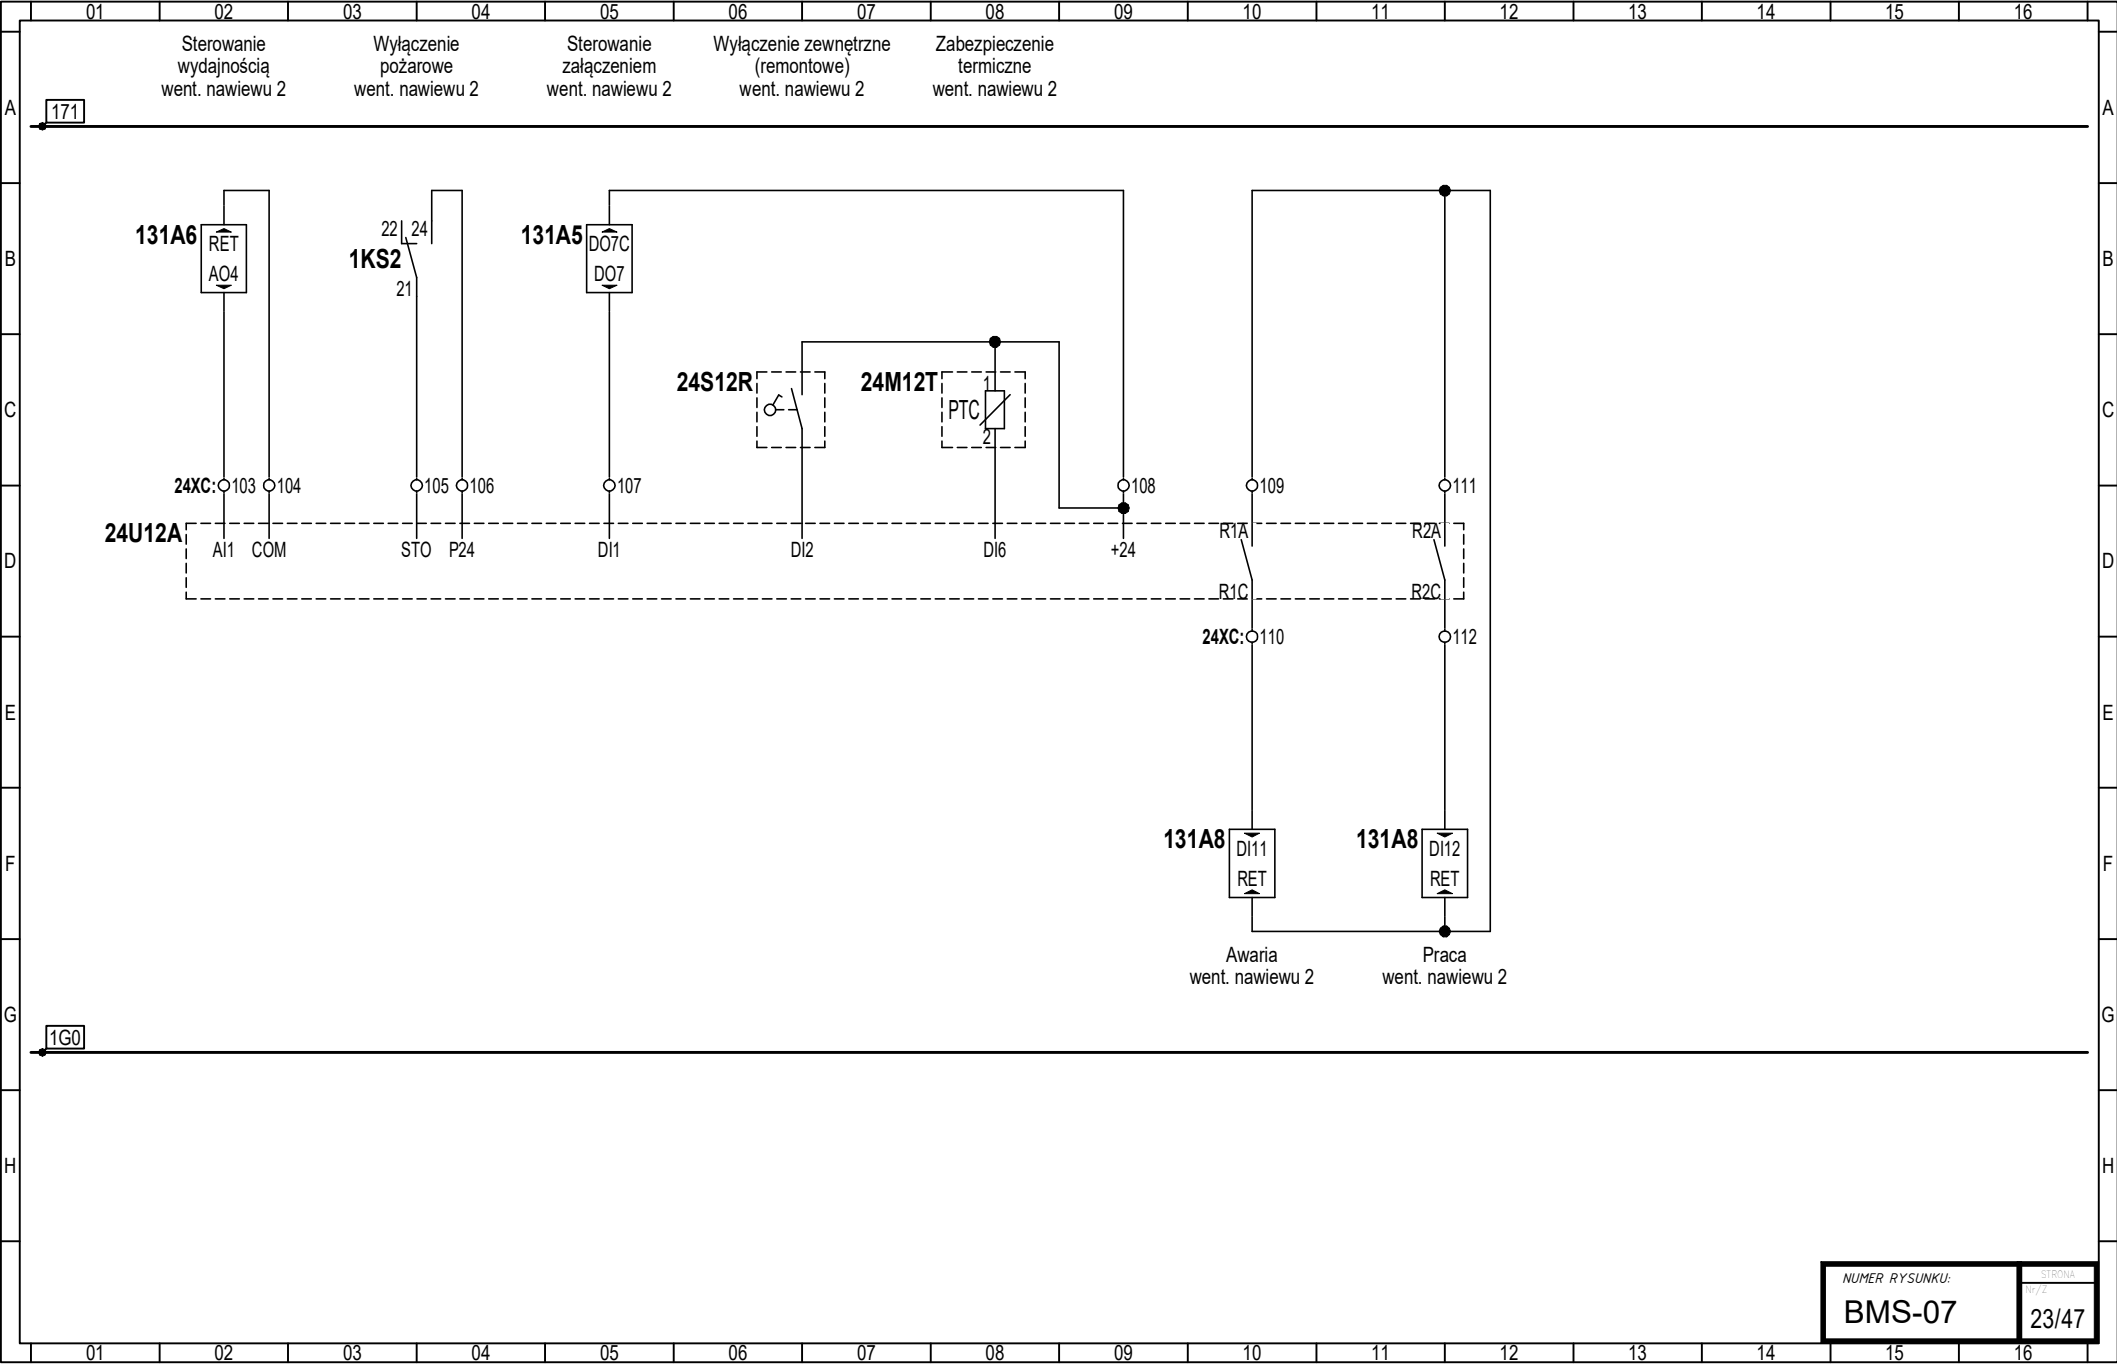 01 02 03 04 05 06 07 08 09 10 11 12 13 14 15 16
Sterowanie
wydajnością
went. nawiewu 2
Wyłączenie
pożarowe
went. nawiewu 2
Sterowanie
załączeniem
went. nawiewu 2
Wyłączenie zewnętrzne
(remontowe)
went. nawiewu 2
Zabezpieczenie
termiczne
went. nawiewu 2
A A
171
B B
131A6
RET
AO4
22 24
1KS2
21
131A5
DO7C
DO7
C C
24S12R
24M12T
1
PTC
2
24XC: 103 104 105 106 107 108 109 111
D D
24U12A
AI1 COM STO P24 DI1 DI2 DI6 +24
R1A R2A
R1C R2C
24XC: 110 112
E E
F F
131A8
DI11
RET
131A8
DI12
RET
Awaria
went. nawiewu 2
Praca
went. nawiewu 2
G G
1G0
H H
NUMER RYSUNKU:
BMS-07
STRONA
Nr/Z
23/47
01 02 03 04 05 06 07 08 09 10 11 12 13 14 15 16